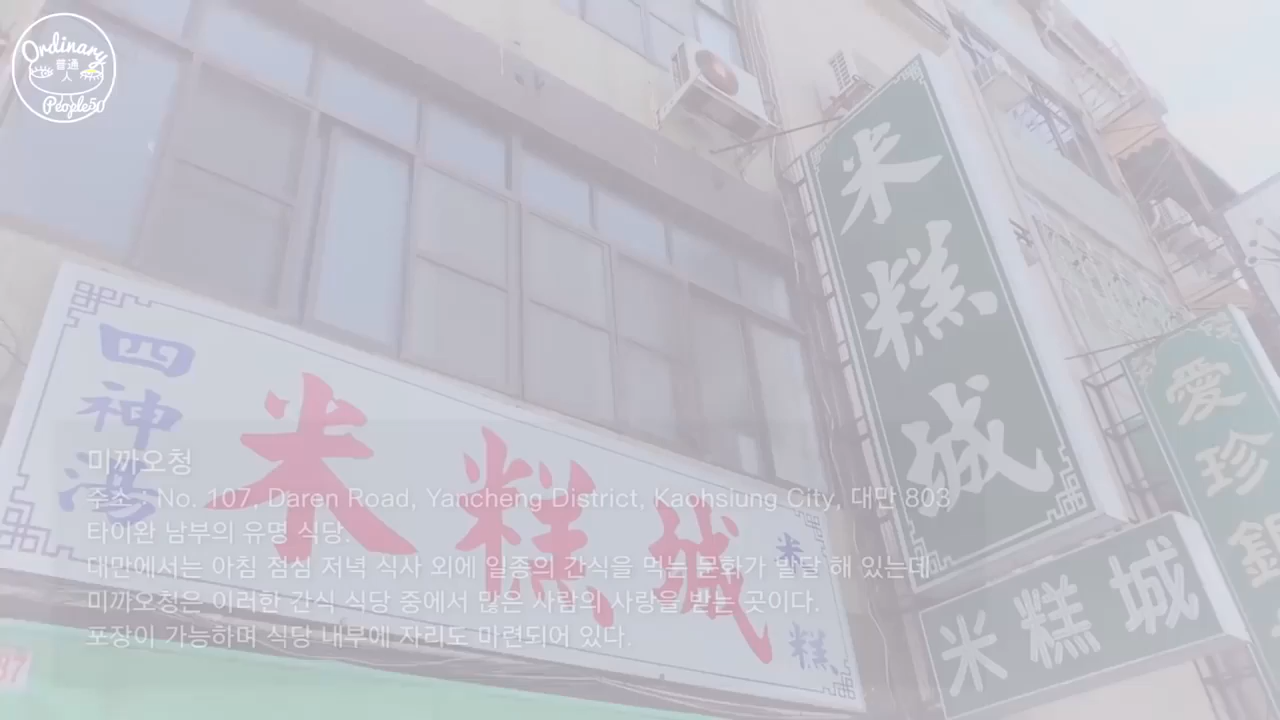 Ordinary
普通
人
People50
四神湯
米糕城
米糕
米糕城
米糕城
愛珍
미까오청
주소 : No. 107, Daren Road, Yancheng District, Kaohsiung City, 대만 803
타이완 남부의 유명 식당.
대만에서는 아침 점심 저녁 식사 외에 일종의 간식을 먹는 문화가 발달 해 있는데
미까오청은 이러한 간식 식당 중에서 많은 사람의 사랑을 받는 곳이다.
포장이 가능하며 식당 내부에 자리도 마련되어 있다.
87